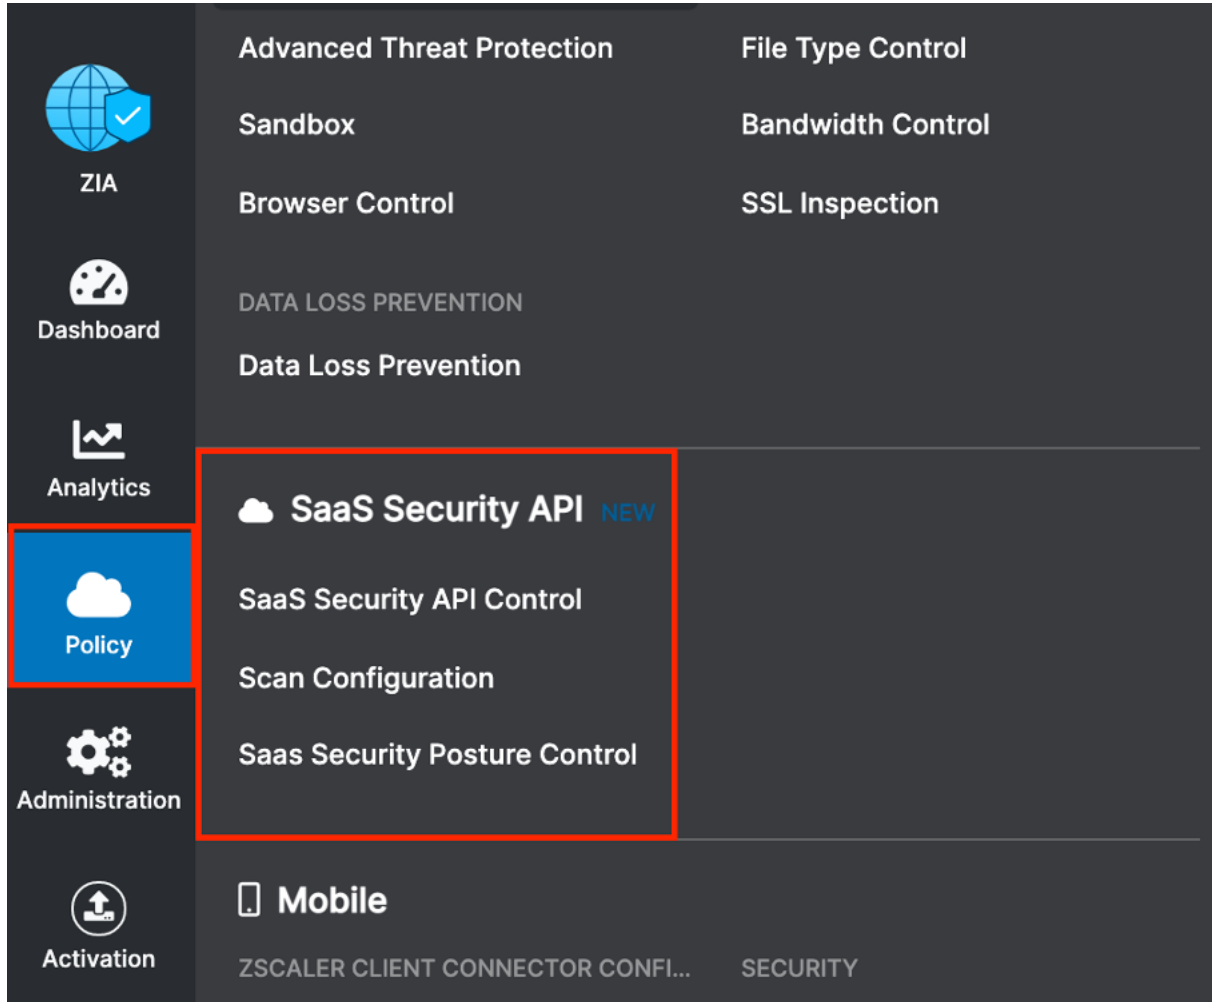 ZIA
Dashboard
Analytics
Policy
Administration
Activation
Advanced Threat Protection
File Type Control
Sandbox
Bandwidth Control
Browser Control
SSL Inspection
DATA LOSS PREVENTION
Data Loss Prevention
SaaS Security API NEW
SaaS Security API Control
Scan Configuration
Saas Security Posture Control
Mobile
ZSCALER CLIENT CONNECTOR CONFI...
SECURITY